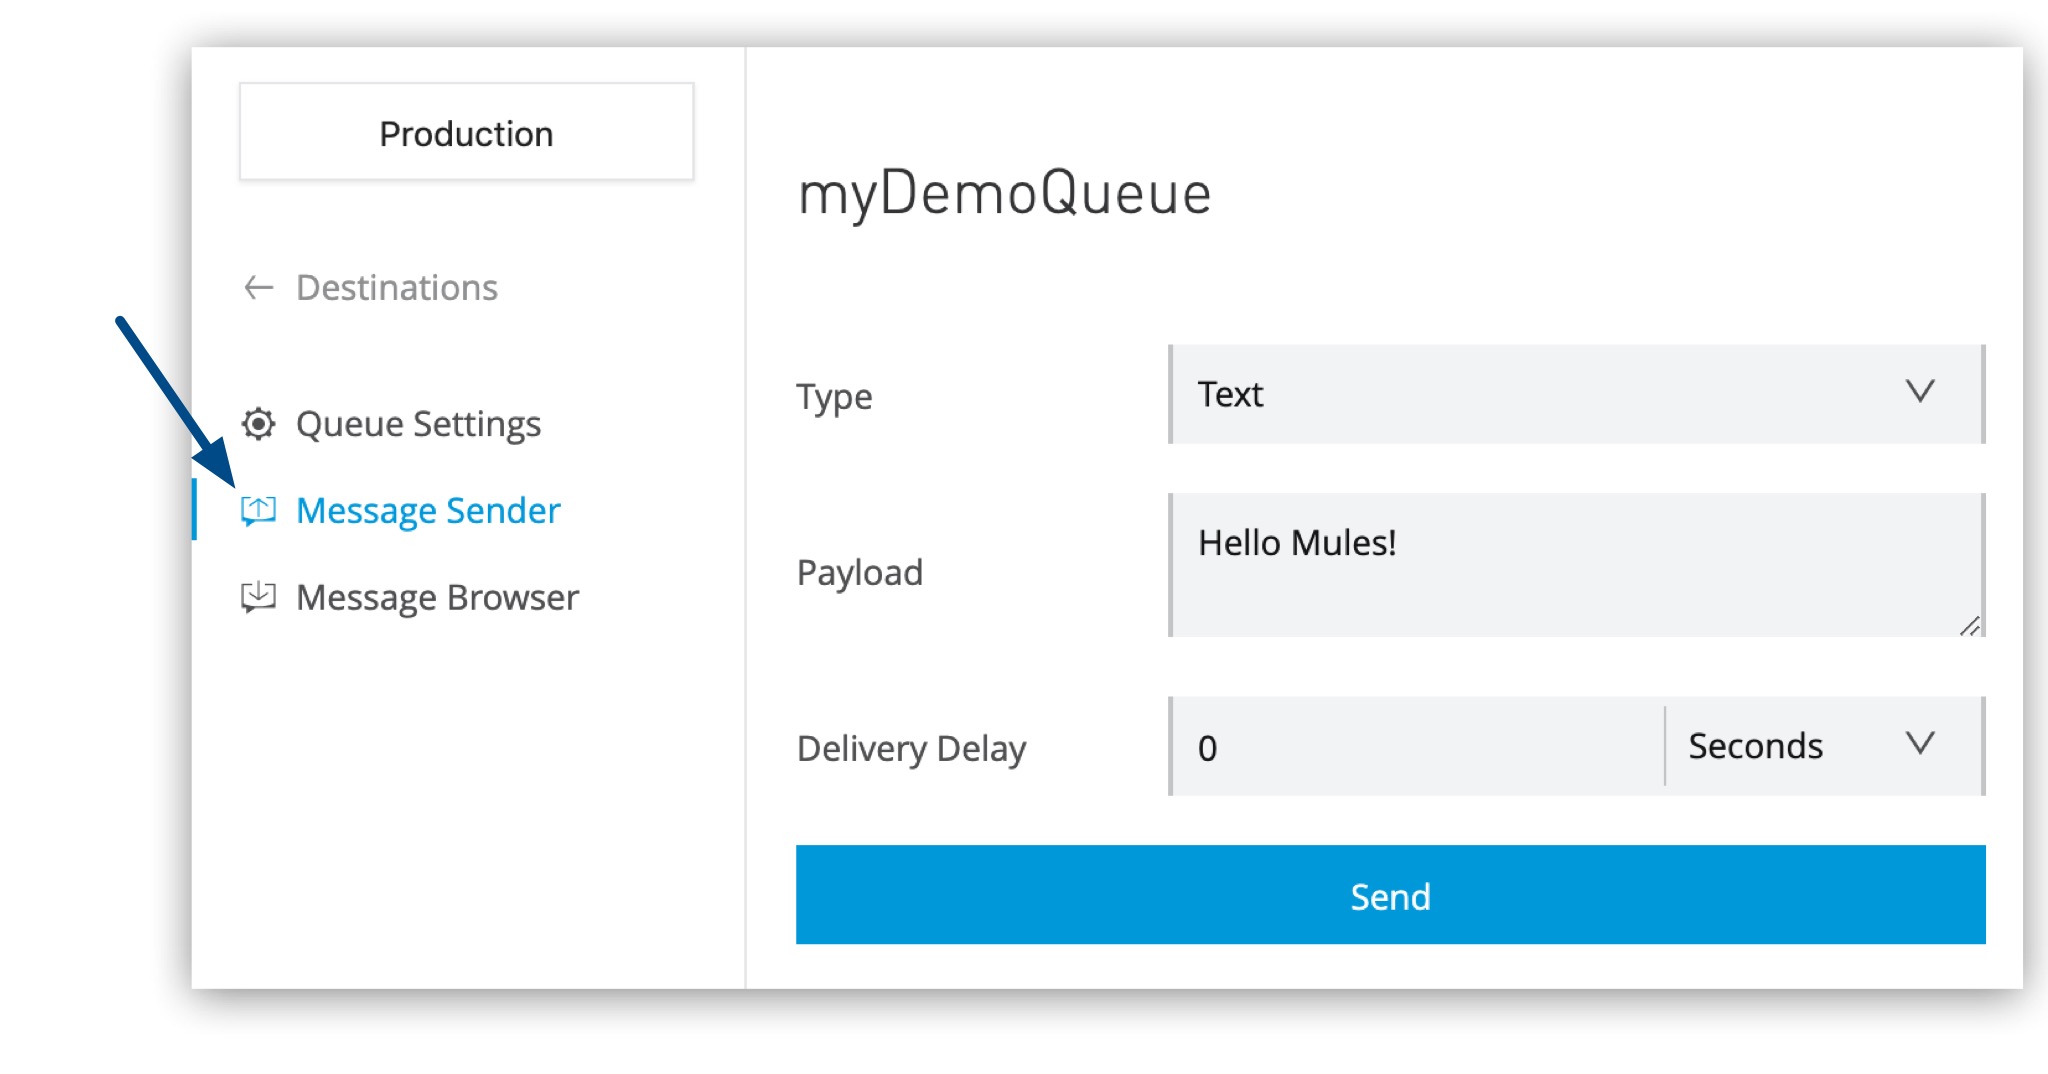 Production
Destinations
Queue Settings
Message Sender
Message Browser
myDemoQueue
Type
Text
Payload
Hello Mules!
Delivery Delay
0
Seconds
Send